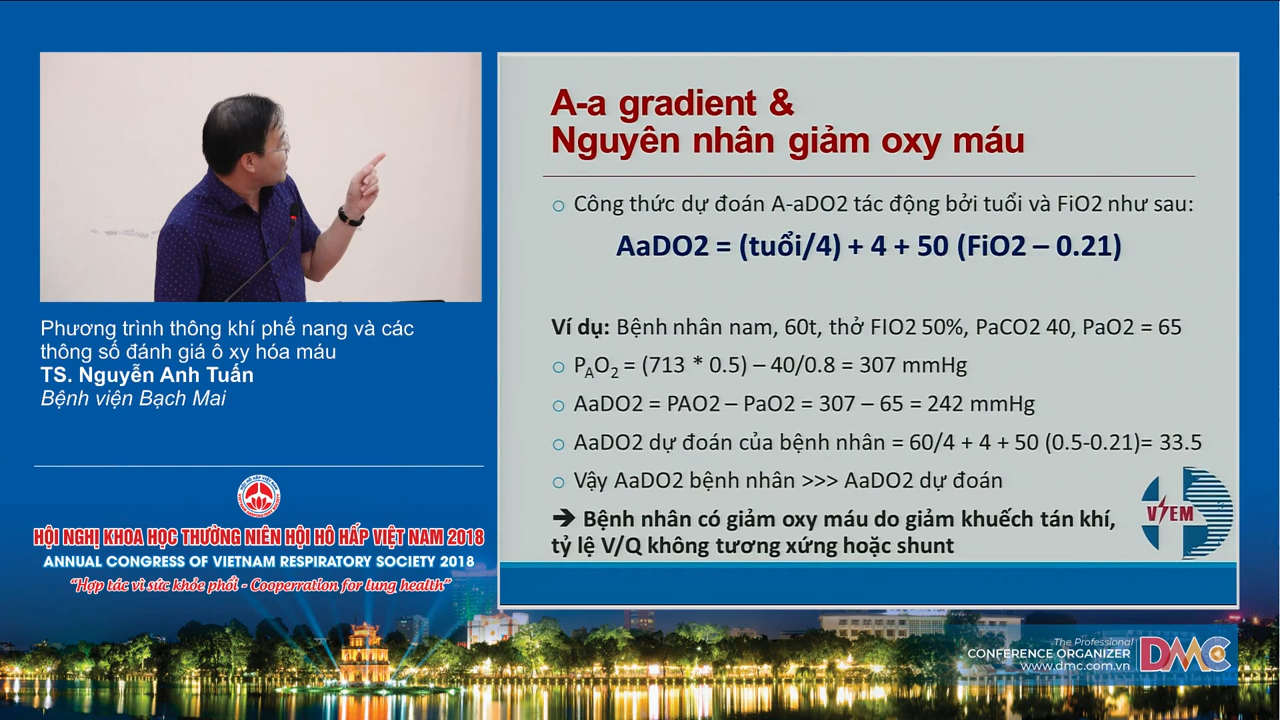 A-a gradient &
Nguyên nhân giảm oxy máu
Công thức dự đoán A-aDO2 tác động bởi tuổi và FiO2 như sau:
AaDO2 = (tuổi/4) + 4 + 50 (FiO2 – 0.21)
Ví dụ: Bệnh nhân nam, 60t, thở FIO2 50%, PaCO2 40, PaO2 = 65
PAO2 = (713 * 0.5) – 40/0.8 = 307 mmHg
AaDO2 = PAO2 – PaO2 = 307 – 65 = 242 mmHg
AaDO2 dự đoán của bệnh nhân = 60/4 + 4 + 50 (0.5-0.21)= 33.5
Vậy AaDO2 bệnh nhân >>> AaDO2 dự đoán
➔ Bệnh nhân có giảm oxy máu do giảm khuếch tán khí,
tỷ lệ V/Q không tương xứng hoặc shunt
VSEM
Phương trình thông khí phế nang và các
thông số đánh giá ô xy hóa máu
TS. Nguyễn Anh Tuấn
Bệnh viện Bạch Mai
HỘI HÔ HẤP VIỆT NAM
HỘI NGHỊ KHOA HỌC THƯỜNG NIÊN HỘI HÔ HẤP VIỆT NAM 2018
ANNUAL CONGRESS OF VIETNAM RESPIRATORY SOCIETY 2018
“Hợp tác vì sức khỏe phổi - Cooperration for lung health”
The Professional
CONFERENCE ORGANIZER
www.dmc.com.vn
DMC